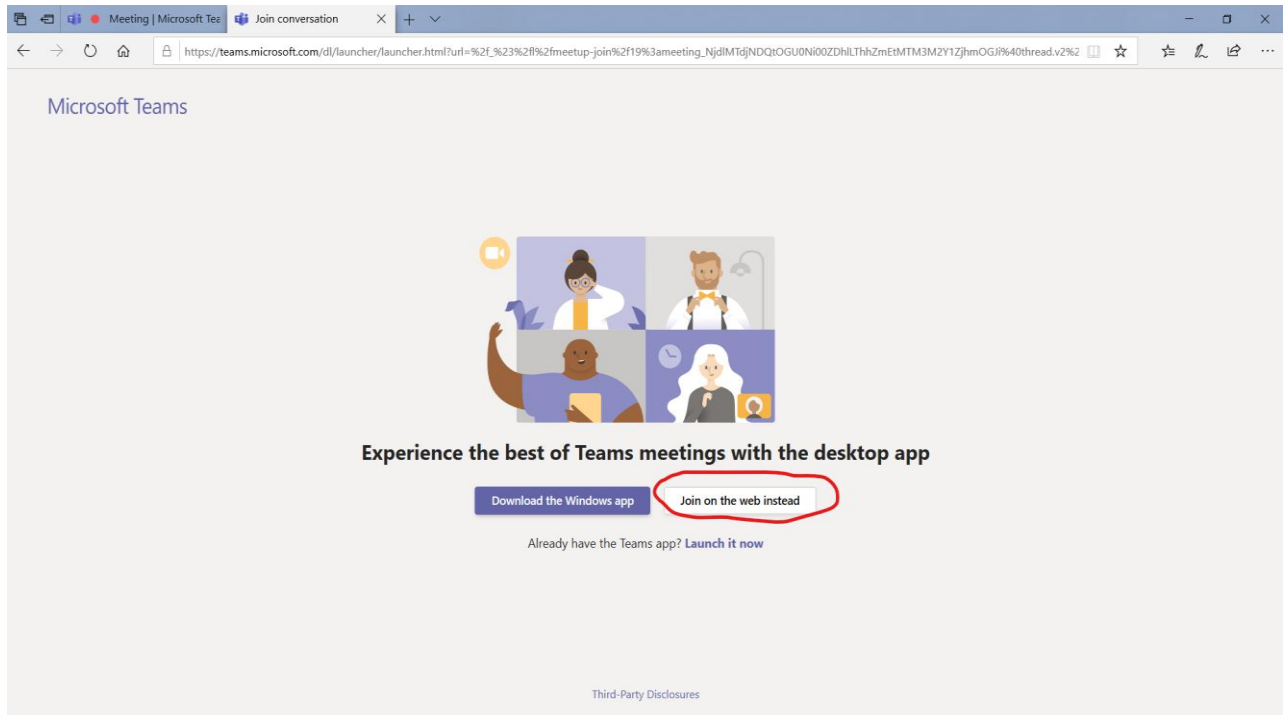 Meeting | Microsoft Tea
Join conversation
https://teams.microsoft.com/dl/launcher/launcher.html?url=%2f_%23%2fl%2fmeetup-join%2f19%3ameeting_NjdlMTdjNDQtOGU0Ni00ZDhlLThhZmEtMTM3M2Y1ZjhmOGJi%40thread.v2%2
Microsoft Teams
Experience the best of Teams meetings with the desktop app
Download the Windows app
Join on the web instead
Already have the Teams app? Launch it now
Third-Party Disclosures